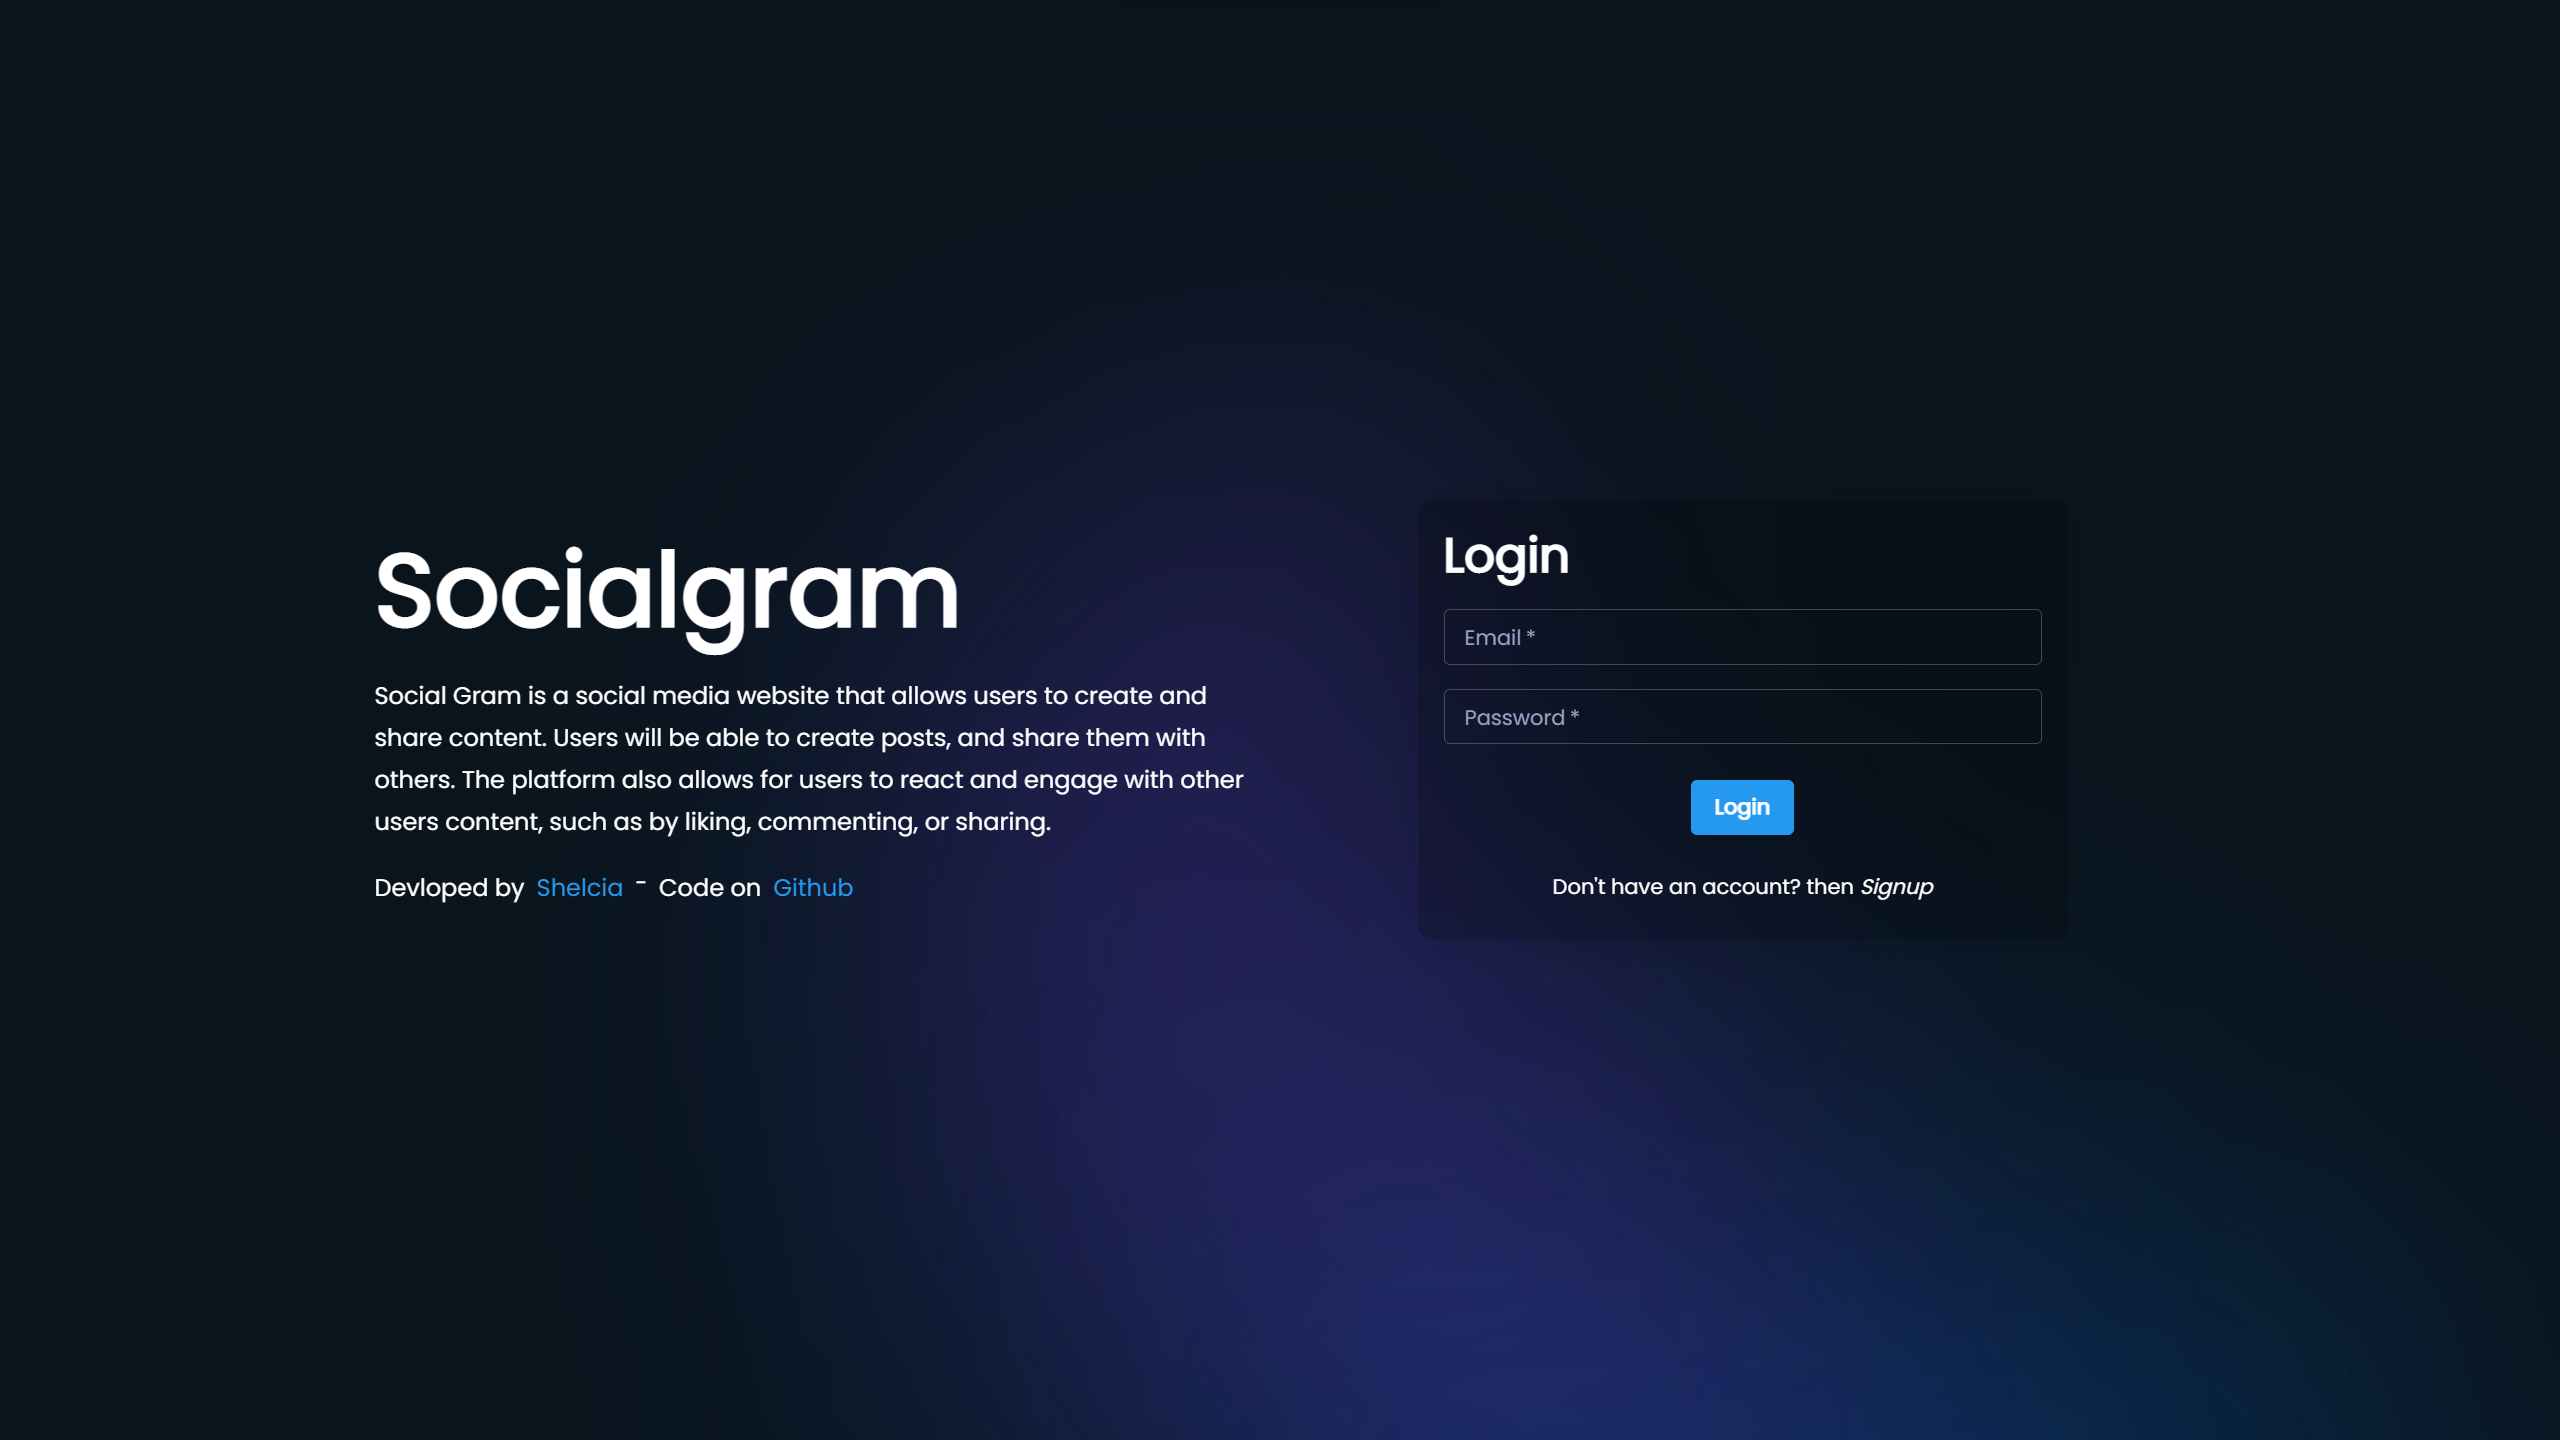 Socialgram
Social Gram is a social media website that allows users to create and
share content. Users will be able to create posts, and share them with
others. The platform also allows for users to react and engage with other
users content, such as by liking, commenting, or sharing.
Devloped by Shelcia - Code on Github
Login
Email *
Password *
Login
Don't have an account? then Signup